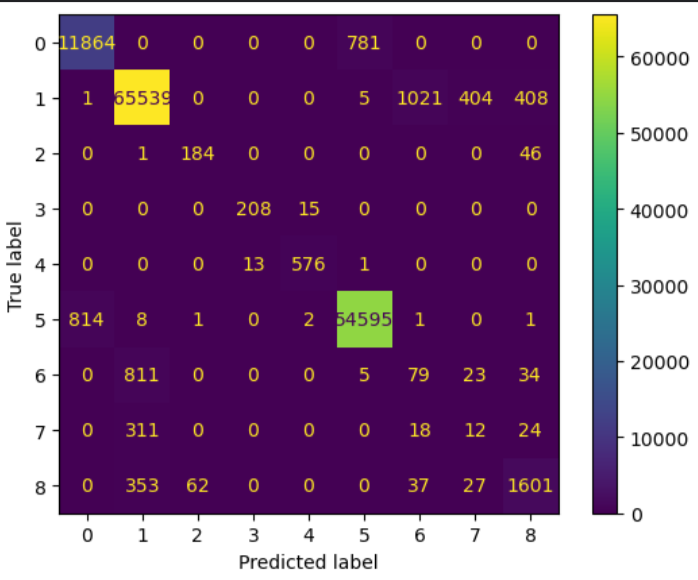 0 11864 0 0 0 0 781 0 0 0
1 1 65539 0 0 0 5 1021 404 408
2 0 1 184 0 0 0 0 0 46
3 0 0 0 208 15 0 0 0 0
4 0 0 0 13 576 1 0 0 0
5 814 8 1 0 2 54595 1 0 1
6 0 811 0 0 0 5 79 23 34
7 0 311 0 0 0 0 18 12 24
8 0 353 62 0 0 0 37 27 1601
0 1 2 3 4 5 6 7 8
Predicted label
True label
60000
50000
40000
30000
20000
10000
0